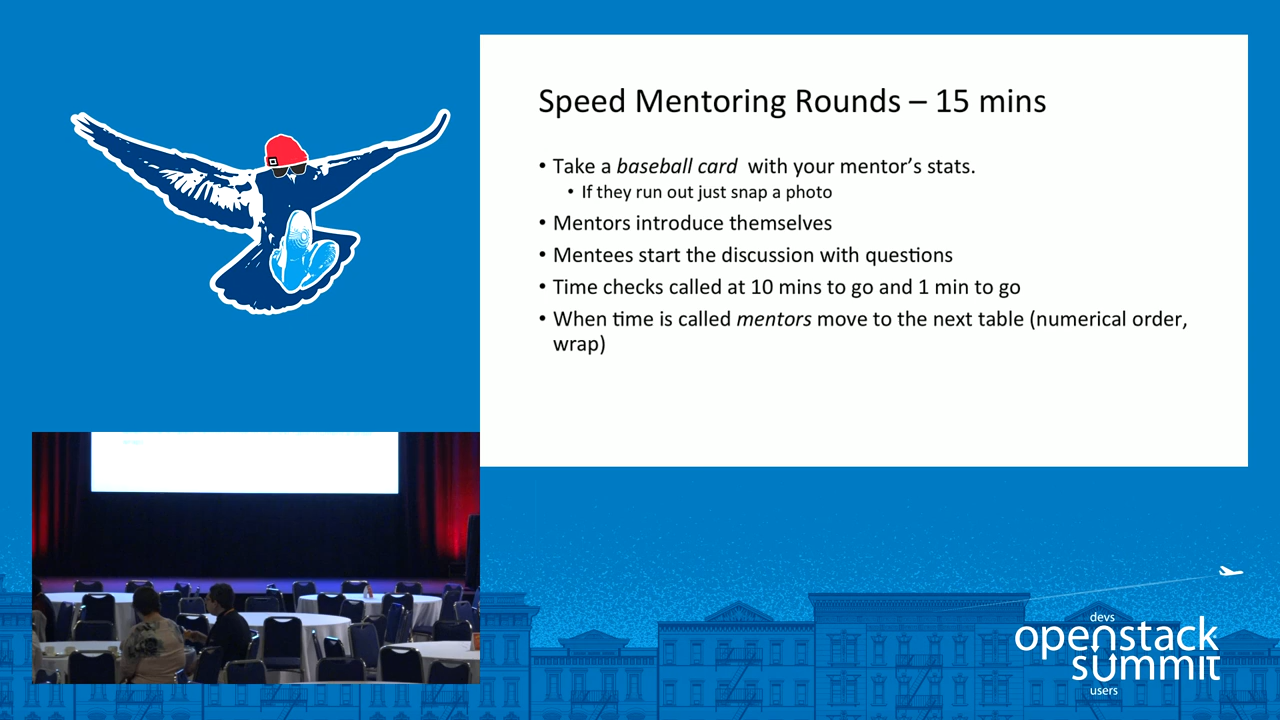 Speed Mentoring Rounds – 15 mins
• Take a baseball card with your mentor's stats.
• If they run out just snap a photo
• Mentors introduce themselves
• Mentees start the discussion with questions
• Time checks called at 10 mins to go and 1 min to go
• When time is called mentors move to the next table (numerical order,
wrap)
devs
openstack
summit
users